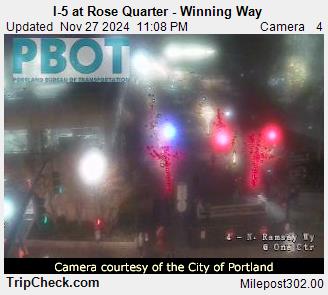 I-5 at Rose Quarter - Winning Way
Updated Nov 27 2024 11:08 PM Camera 4
PBOT
PORTLAND BUREAU OF TRANSPORTATION
4 - N. Ramsay Wy
@ One Ctr
Camera courtesy of the City of Portland
TripCheck.com Milepost302.00